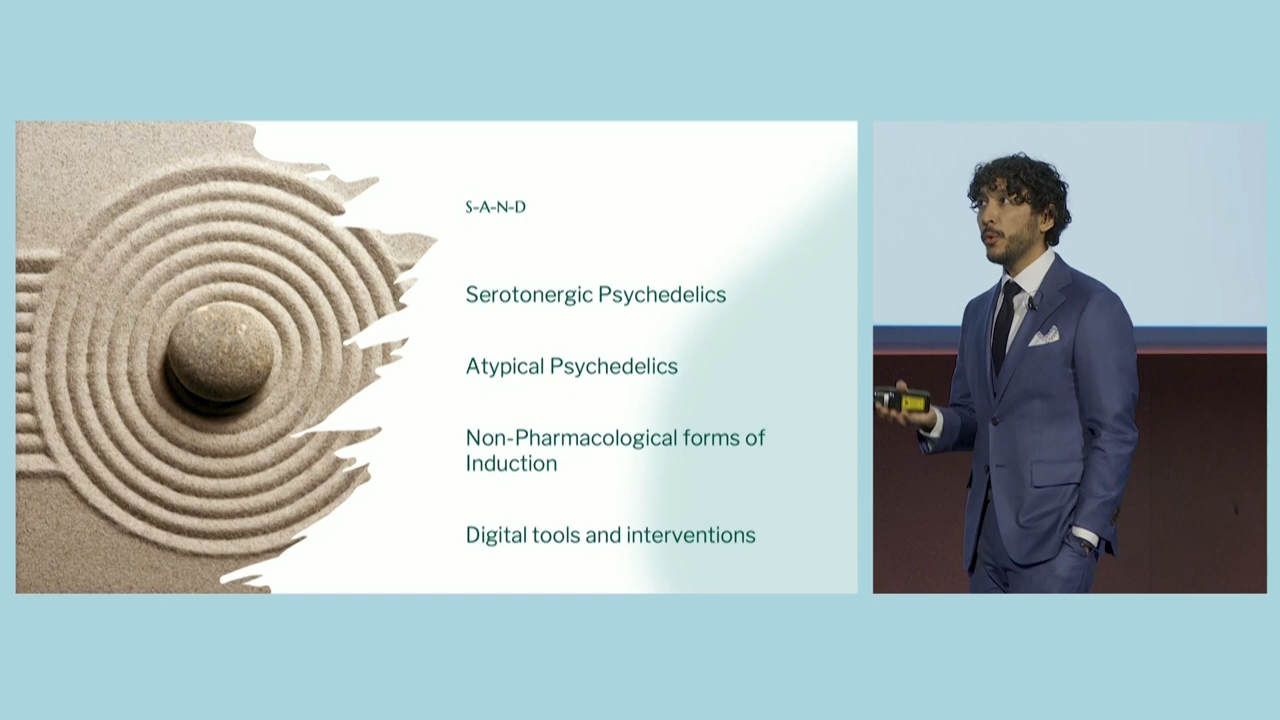 S-A-N-D
Serotonergic Psychedelics
Atypical Psychedelics
Non-Pharmacological forms of
Induction
Digital tools and interventions